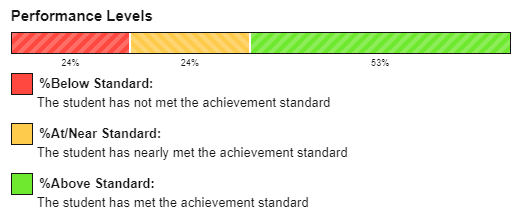 Performance Levels
24% 24% 53%
%Below Standard:
The student has not met the achievement standard
%At/Near Standard:
The student has nearly met the achievement standard
%Above Standard:
The student has met the achievement standard